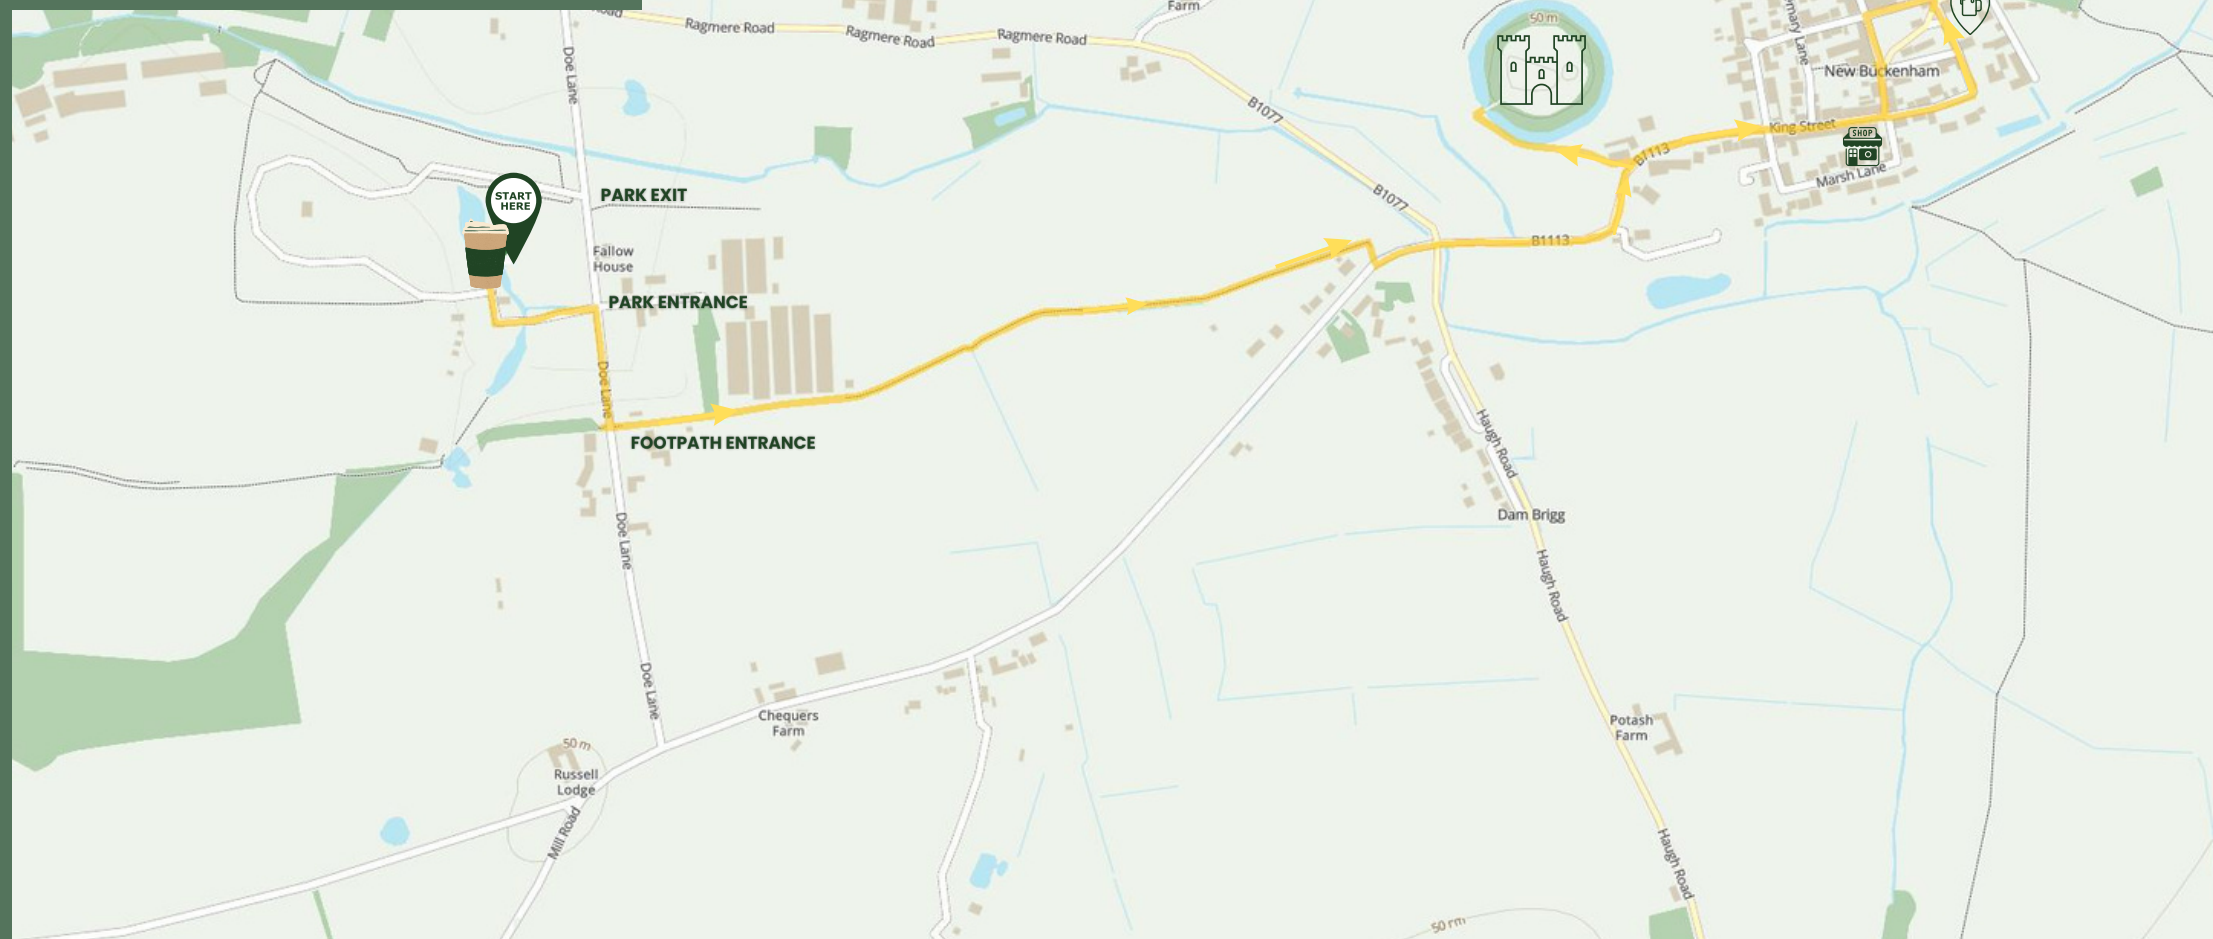 Farm
Ragmere Road
Ragmere Road
Ragmere Road
50 m
Doe Lane
New Buckenham
B1077
King Street
SHOP
B1113
Marsh Lane
START
HERE
PARK EXIT
B1077
Fallow
House
B1113
PARK ENTRANCE
Doe Lane
FOOTPATH ENTRANCE
Haugh Road
Dam Brigg
Doe Lane
Haugh Road
Doe Lane
Chequers
Farm
Potash
Farm
50 m
Russell
Lodge
Mill Road
Haugh Road
50 m